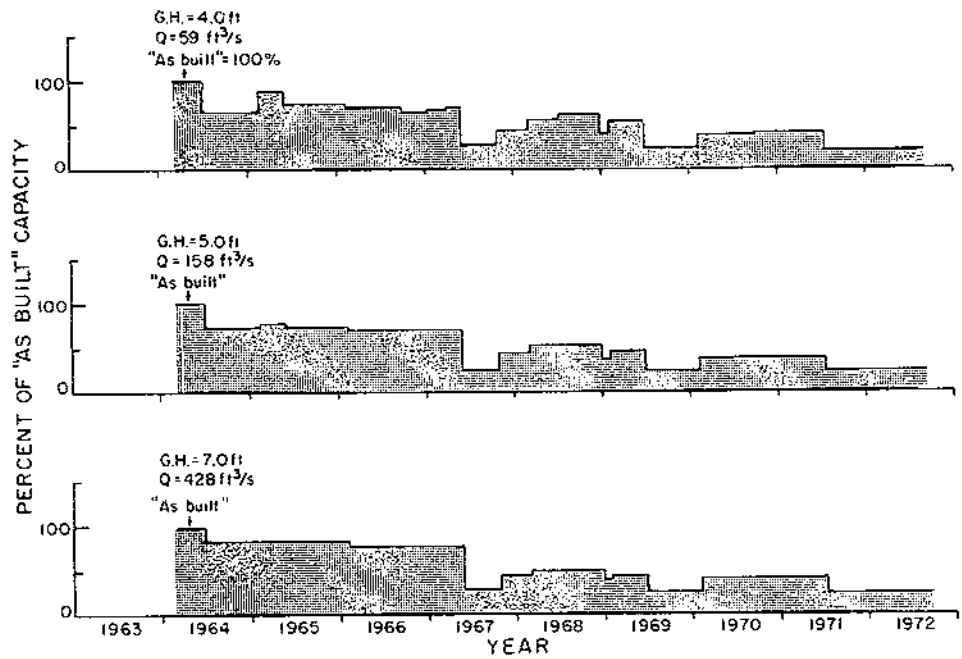 G.H.=4.0 ft
Q=59 ft³/s
"As built"=100%
100
0
G.H.=5.0 ft
Q=158 ft³/s
"As built"
100
0
G.H.=7.0 ft
Q=428 ft³/s
"As built"
100
0
PERCENT OF "AS BUILT" CAPACITY
1963 1964 1965 1966 1967 1968 1969 1970 1971 1972
YEAR